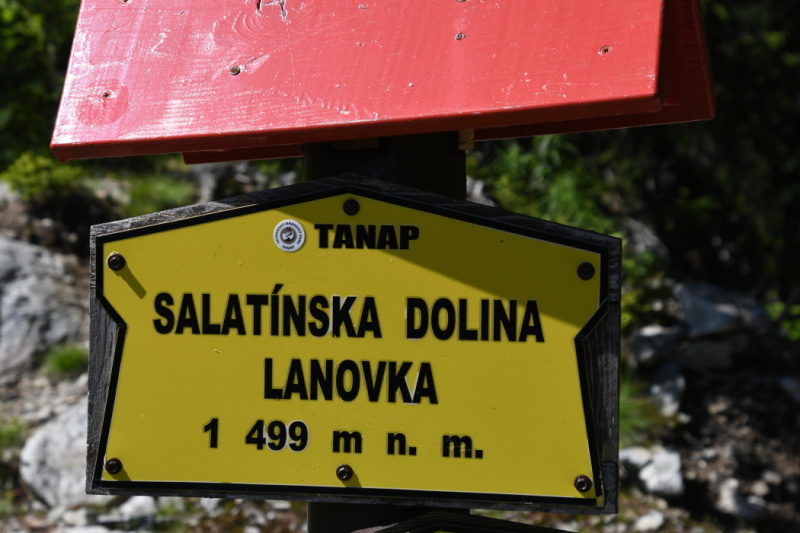 TANAP
SALATÍNSKA DOLINA
LANOVKA
1 499 m n. m.